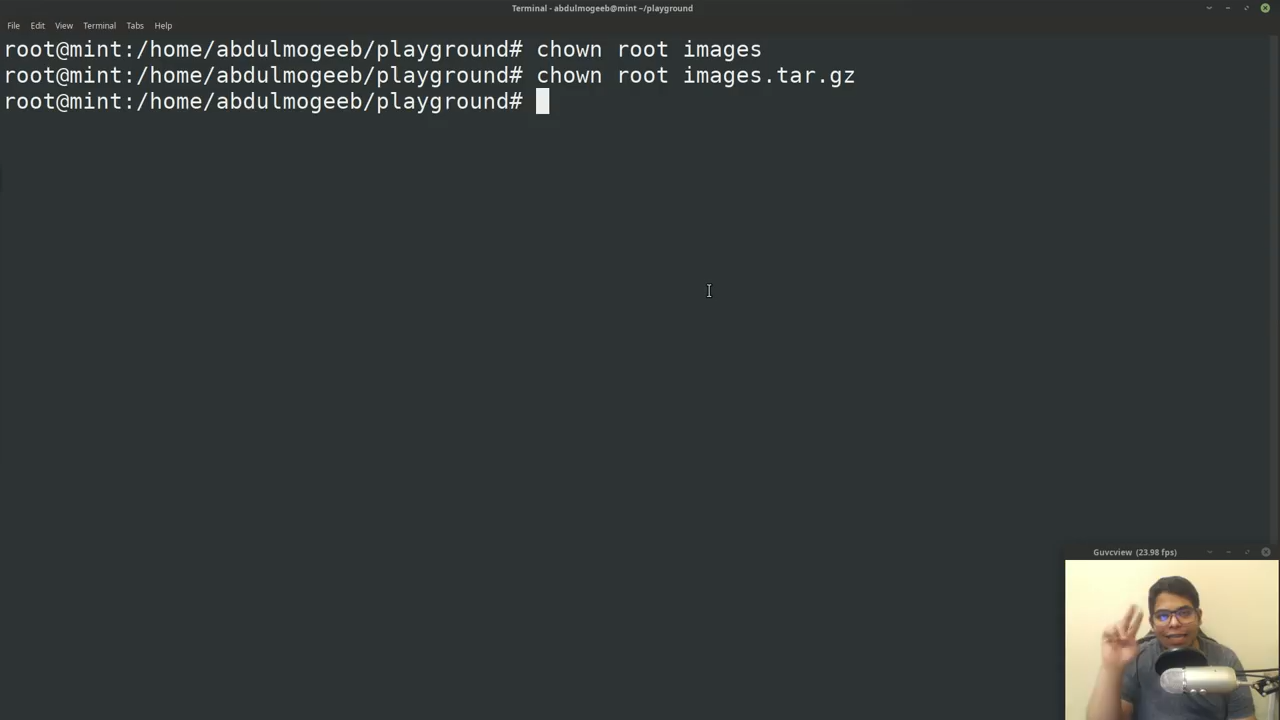 Terminal - abdulmogeeb@mint ~/playground
File Edit View Terminal Tabs Help
root@mint:/home/abdulmogeeb/playground# chown root images
root@mint:/home/abdulmogeeb/playground# chown root images.tar.gz
root@mint:/home/abdulmogeeb/playground#
Guvcview (23.98 fps)